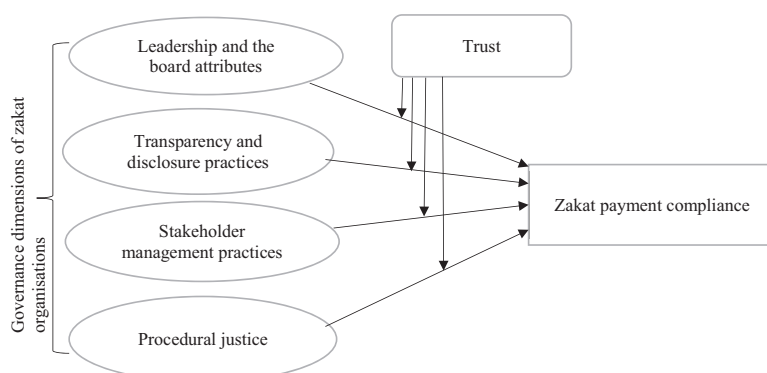 Governance dimensions of zakat
organisations
Leadership and the
board attributes
Trust
Transparency and
disclosure practices
Zakat payment compliance
Stakeholder
management practices
Procedural justice